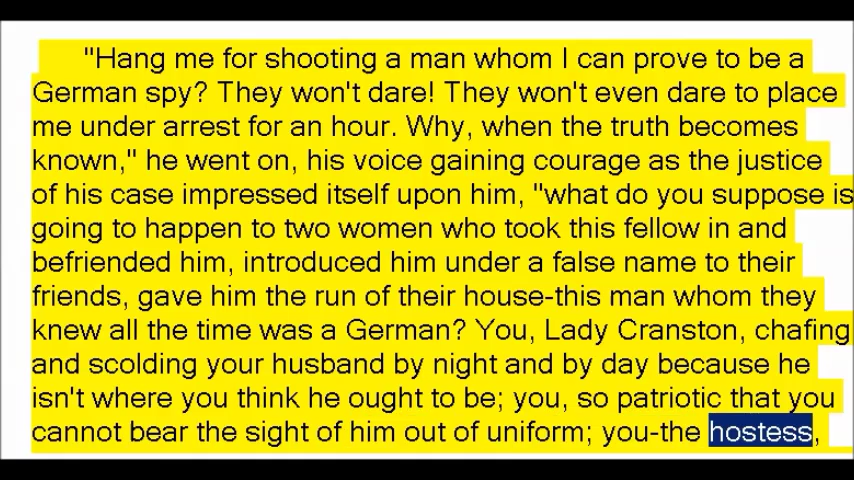 "Hang me for shooting a man whom I can prove to be a
German spy? They won't dare! They won't even dare to place
me under arrest for an hour. Why, when the truth becomes
known," he went on, his voice gaining courage as the justice
of his case impressed itself upon him, "what do you suppose is
going to happen to two women who took this fellow in and
befriended him, introduced him under a false name to their
friends, gave him the run of their house-this man whom they
knew all the time was a German? You, Lady Cranston, chafing
and scolding your husband by night and by day because he
isn't where you think he ought to be; you, so patriotic that you
cannot bear the sight of him out of uniform; you-the hostess,